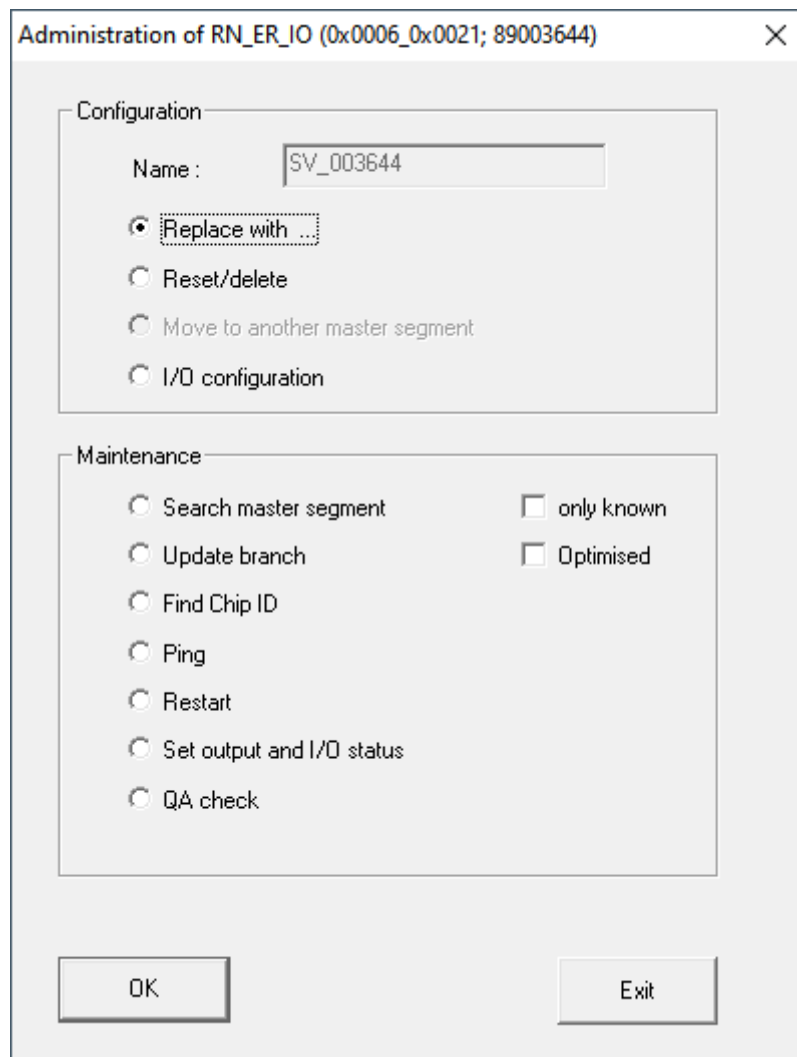 Administration of RN_ER_IO (0x0006_0x0021; 89003644)
Configuration
Name : SV_003644
Replace with ...
Reset/delete
Move to another master segment
I/O configuration
Maintenance
Search master segment only known
Update branch Optimised
Find Chip ID
Ping
Restart
Set output and I/O status
QA check
OK Exit